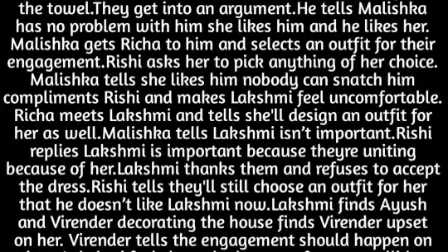 the towel.They get into an argument.He tells Malishka
has no problem with him she likes him and he likes her.
Malishka gets Richa to him and selects an outfit for their
engagement.Rishi asks her to pick anything of her choice.
Malishka tells she likes him nobody can snatch him
compliments Rishi and makes Lakshmi feel uncomfortable.
Richa meets Lakshmi and tells she'll design an outfit for
her as well.Malishka tells Lakshmi isn't important.Rishi
replies Lakshmi is important because theyre uniting
because of her.Lakshmi thanks them and refuses to accept
the dress.Rishi tells they'll still choose an outfit for her
that he doesn't like Lakshmi now.Lakshmi finds Ayush
and Virender decorating the house finds Virender upset
on her. Virender tells the engagement should happen on